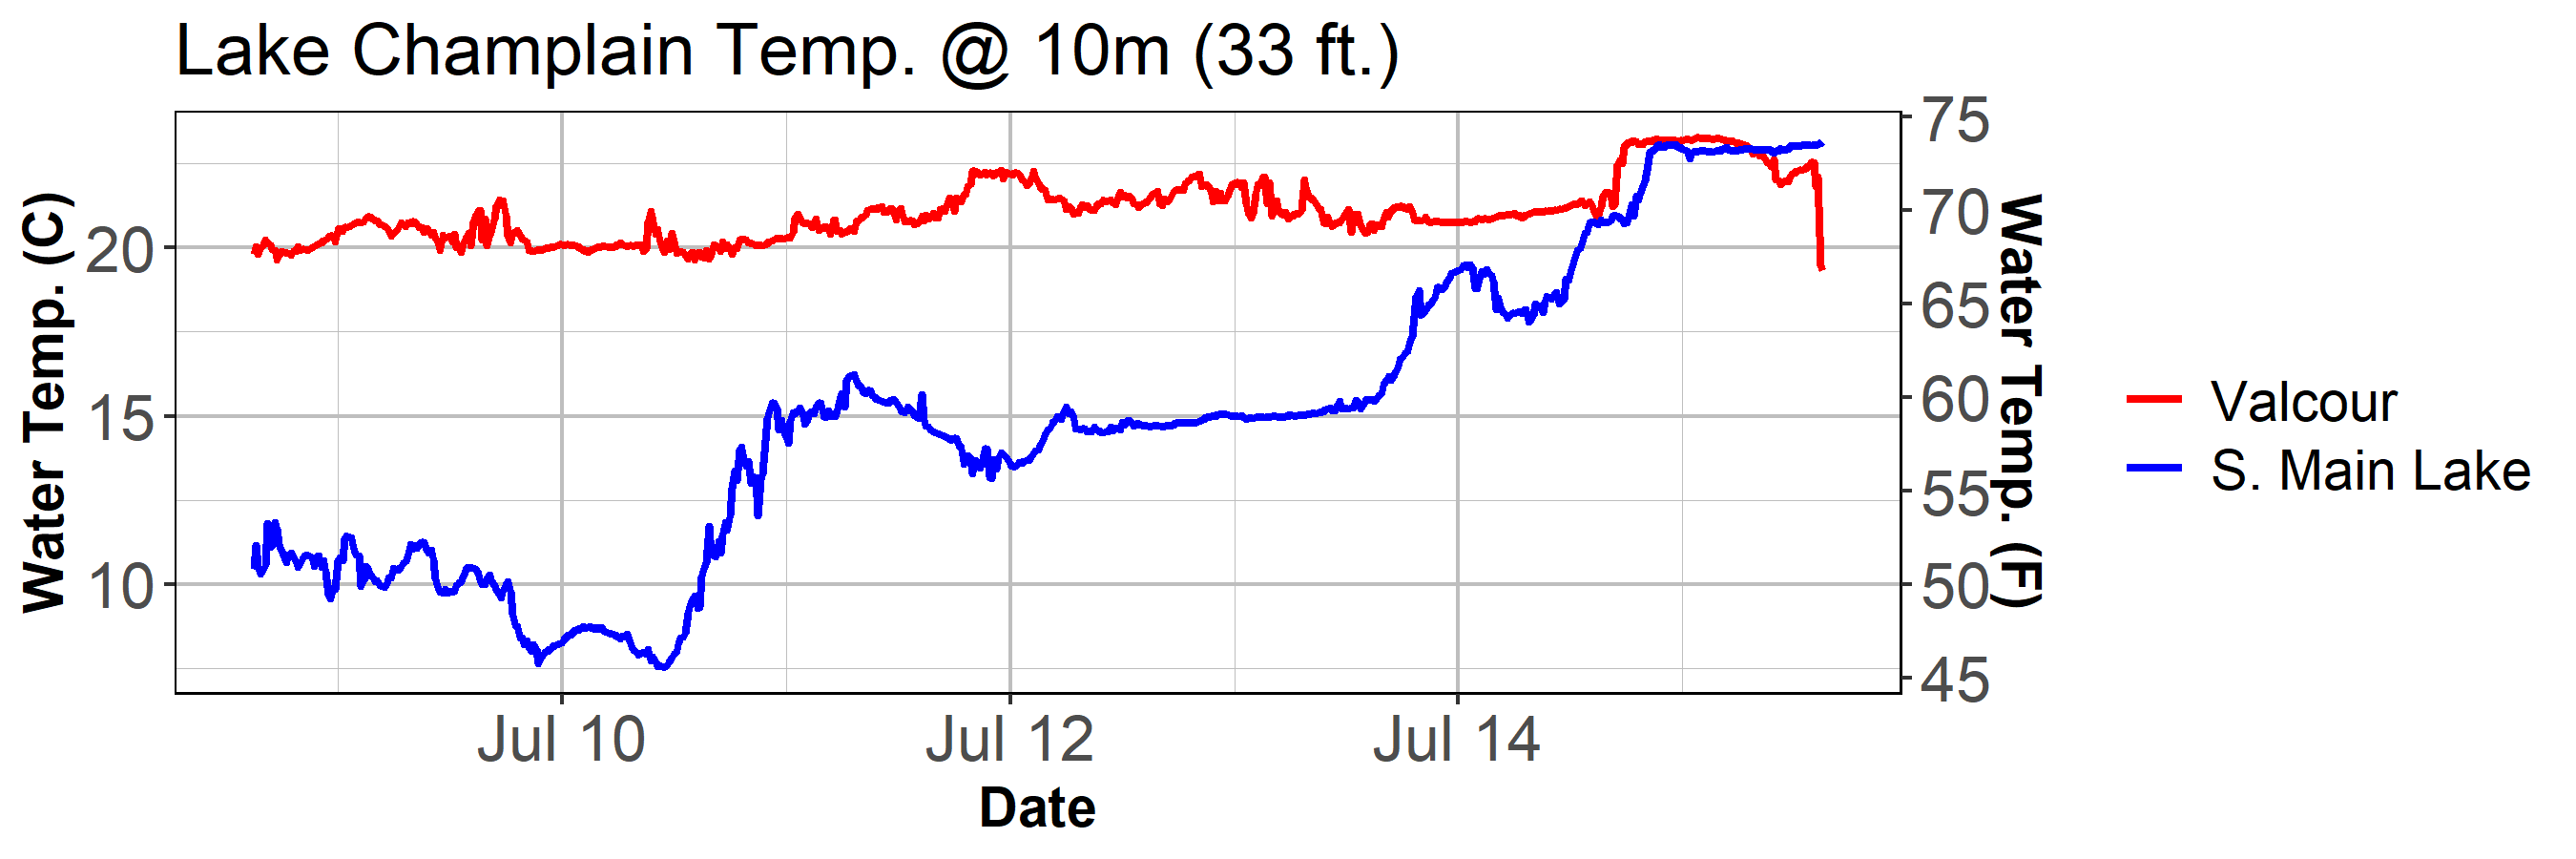 Lake Champlain Temp. @ 10m (33 ft.)
Water Temp. (C)
20
15
10
75
70
65
60
55
50
45
Water Temp. (F)
Jul 10
Jul 12
Jul 14
Date
Valcour
S. Main Lake